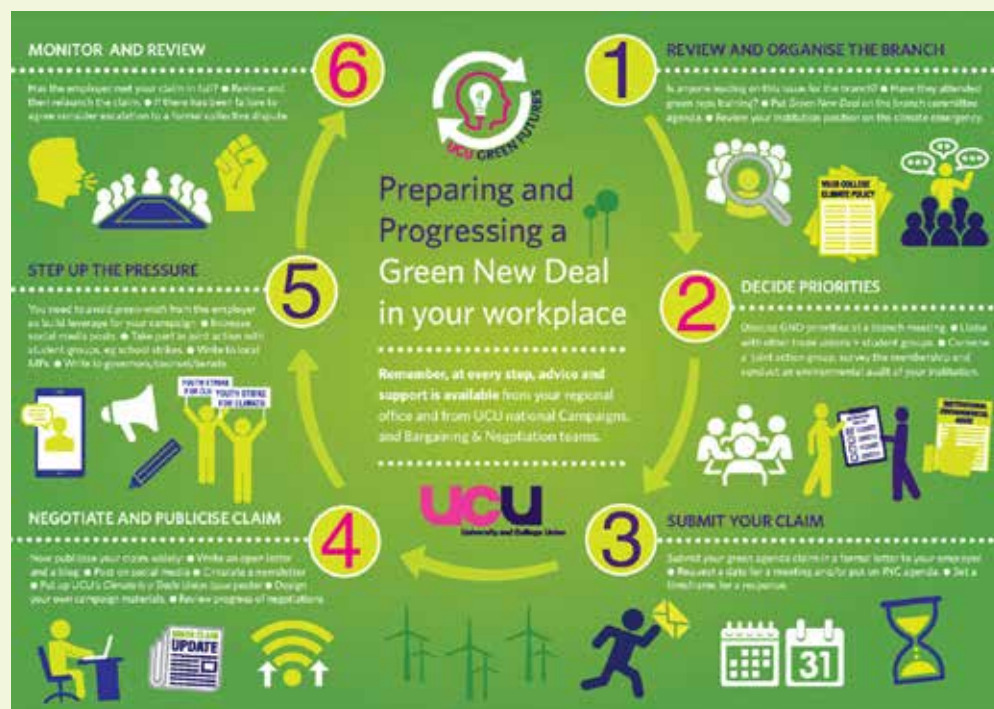 UCU GREEN FUTURES
Preparing and
Progressing a
Green New Deal
in your workplace
Remember, at every step, advice and
support is available from your regional
office and from UCU national Campaigns
and Bargaining & Negotiation teams.
ucu
University and College Union
1
REVIEW AND ORGANISE THE BRANCH
Is anyone leading on this issue for the branch? ● Have they attended
green reps training? ● Put Green New Deal on the branch committee
agenda. ● Review your institution position on the climate emergency.
YOUR COLLEGE
CLIMATE POLICY
2
DECIDE PRIORITIES
Discuss GND priorities at a branch meeting. ● Liaise
with other trade unions + student groups. ● Convene
a joint action group, survey the membership and
conduct an environmental audit of your institution.
3
SUBMIT YOUR CLAIM
Submit your green agenda claim in a formal letter to your employer.
● Request a date for a meeting and/or put on JNC agenda. ● Set a
timeframe for a response.
31
4
NEGOTIATE AND PUBLICISE CLAIM
Now publicise your claim widely: ● Write an open letter
and a blog. ● Post on social media ● Circulate a newsletter
● Put up UCU's Climate is a Trade Union Issue poster ● Design
your own campaign materials. ● Review progress of negotiations
GREEN CLAIM
UPDATE
5
STEP UP THE PRESSURE
You need to avoid green-wash from the employer
so build leverage for your campaign. ● Increase
social media posts. ● Take part in joint action with
student groups, eg school strikes. ● Write to local
MPs. ● Write to governors/council/senate.
YOUTH STRIKE
FOR CLIMATE
YOUTH STRIKE
6
MONITOR AND REVIEW
Has the employer met your claim in full? ● Review and
then relaunch the claim. ● If there has been failure to
agree consider escalation to a formal collective dispute.